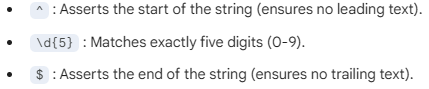 • ^ : Asserts the start of the string (ensures no leading text).
• \d{5} : Matches exactly five digits (0-9).
• $ : Asserts the end of the string (ensures no trailing text).